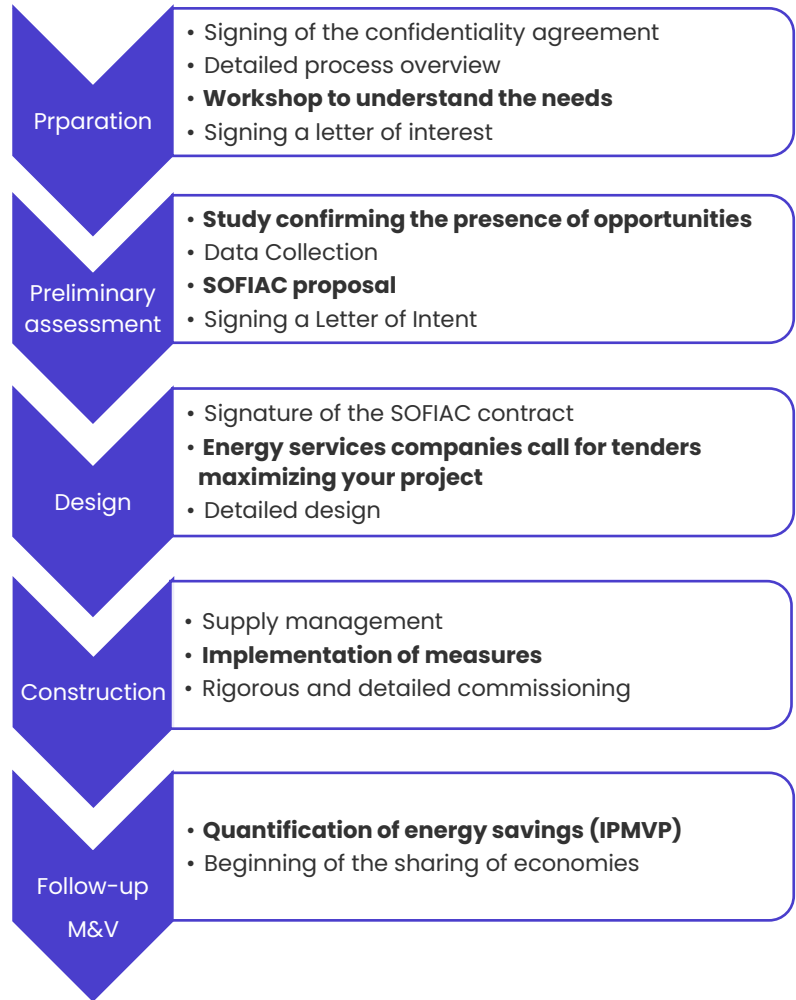 Prparation
• Signing of the confidentiality agreement
• Detailed process overview
• Workshop to understand the needs
• Signing a letter of interest
Preliminary
assessment
• Study confirming the presence of opportunities
• Data Collection
• SOFIAC proposal
• Signing a Letter of Intent
Design
• Signature of the SOFIAC contract
• Energy services companies call for tenders
maximizing your project
• Detailed design
Construction
• Supply management
• Implementation of measures
• Rigorous and detailed commissioning
Follow-up
M&V
• Quantification of energy savings (IPMVP)
• Beginning of the sharing of economies